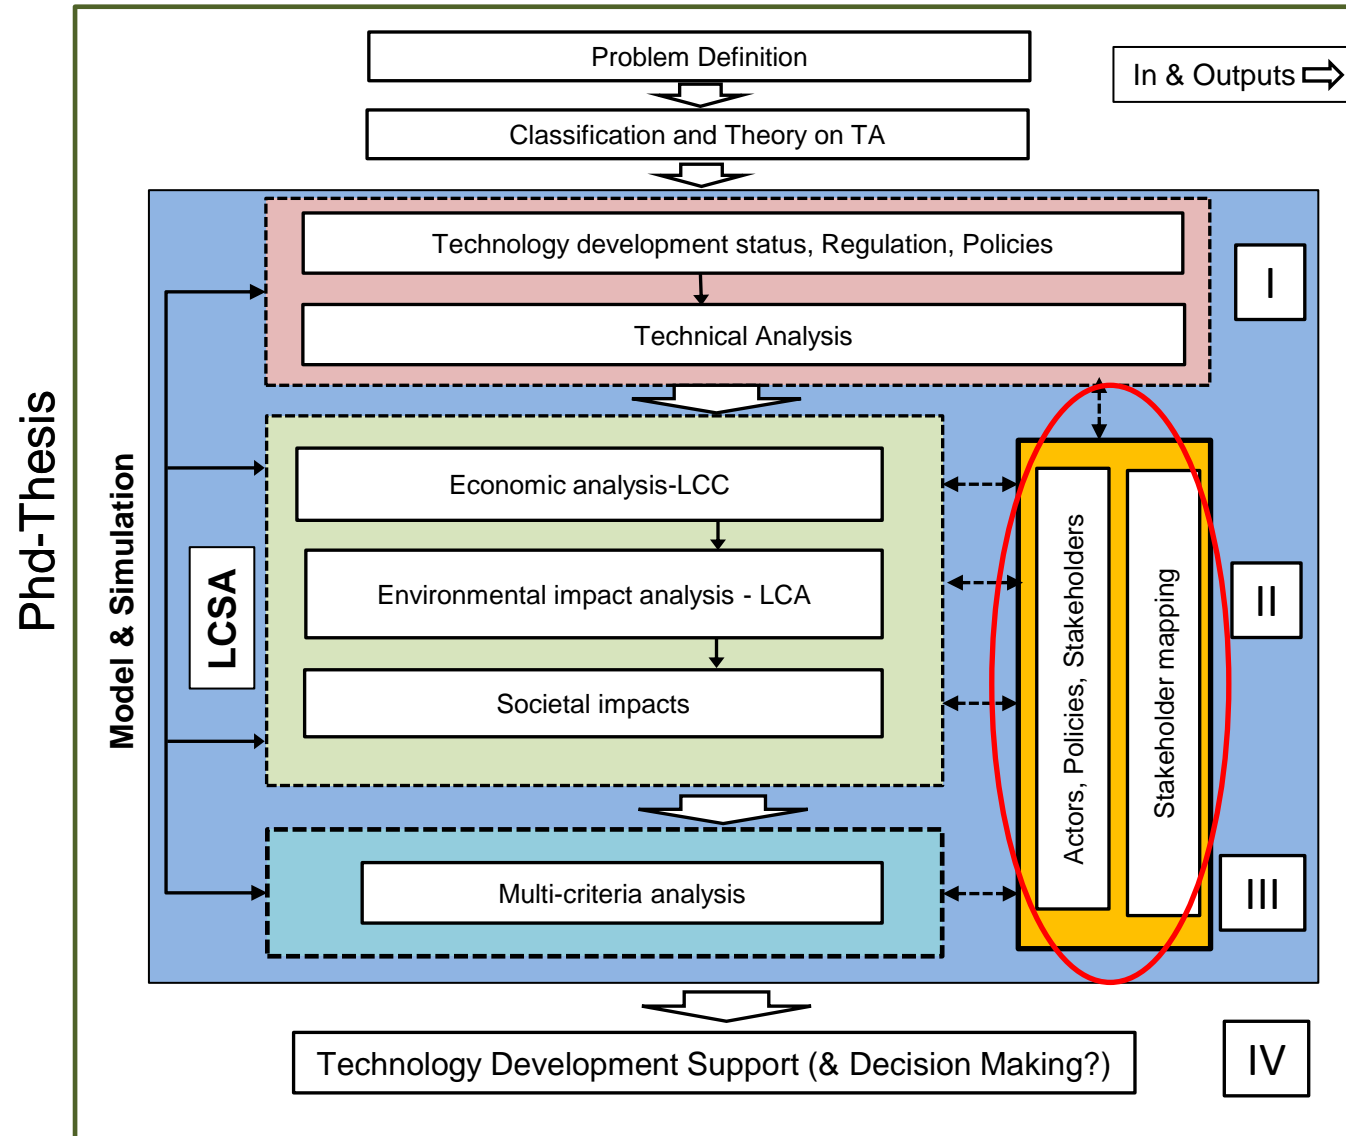 Problem Definition
In & Outputs
Classification and Theory on TA
Technology development status, Regulation, Policies
I
Technical Analysis
Phd-Thesis
Model & Simulation
LCSA
Economic analysis-LCC
Environmental impact analysis - LCA
Societal impacts
Actors, Policies, Stakeholders
Stakeholder mapping
II
Multi-criteria analysis
III
Technology Development Support (& Decision Making?)
IV